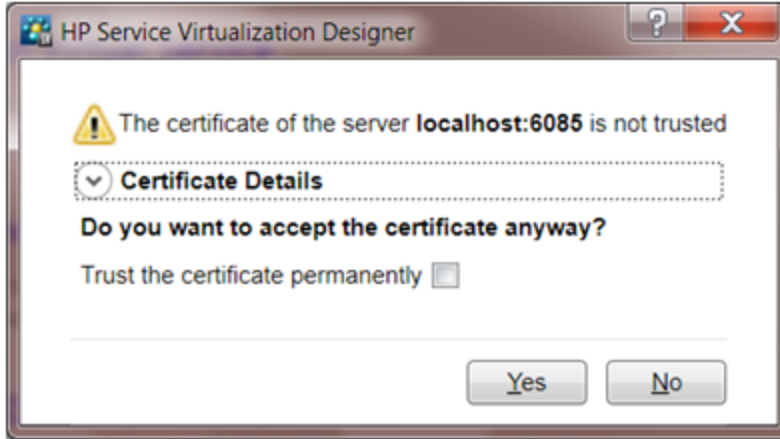 HP Service Virtualization Designer
?
The certificate of the server localhost:6085 is not trusted
Certificate Details
Do you want to accept the certificate anyway?
Trust the certificate permanently
Yes No